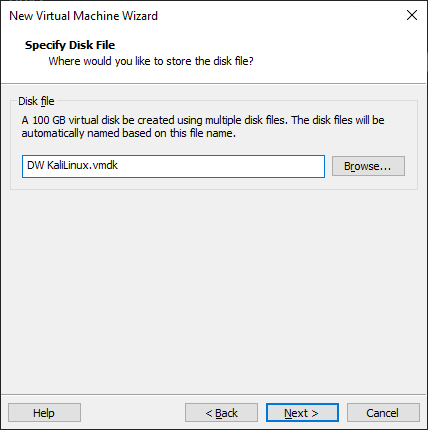 New Virtual Machine Wizard
Specify Disk File
Where would you like to store the disk file?
Disk file
A 100 GB virtual disk be created using multiple disk files. The disk files will be
automatically named based on this file name.
DW KaliLinux.vmdk
Browse...
Help
< Back
Next >
Cancel